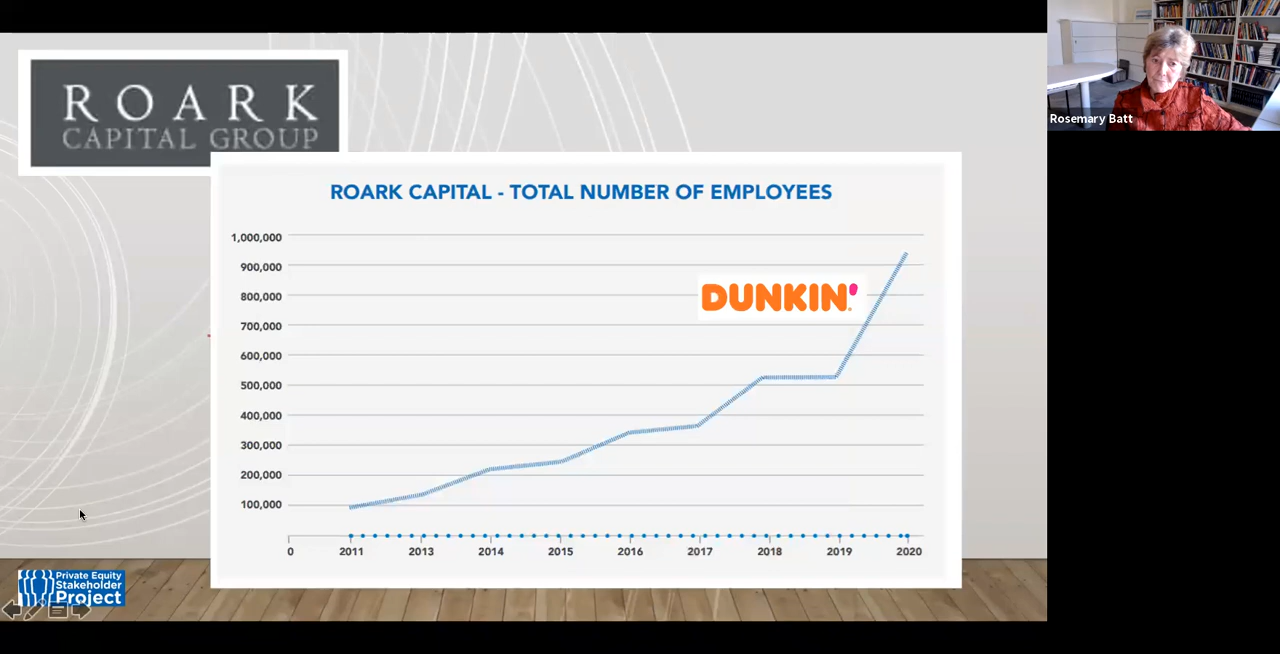 ROARK
CAPITAL GROUP
Rosemary Batt
ROARK CAPITAL - TOTAL NUMBER OF EMPLOYEES
1,000,000
900,000
800,000
DUNKIN'
700,000
600,000
500,000
400,000
300,000
200,000
100,000
0 2011 2013 2014 2015 2016 2017 2018 2019 2020
Private Equity
Stakeholder
Project